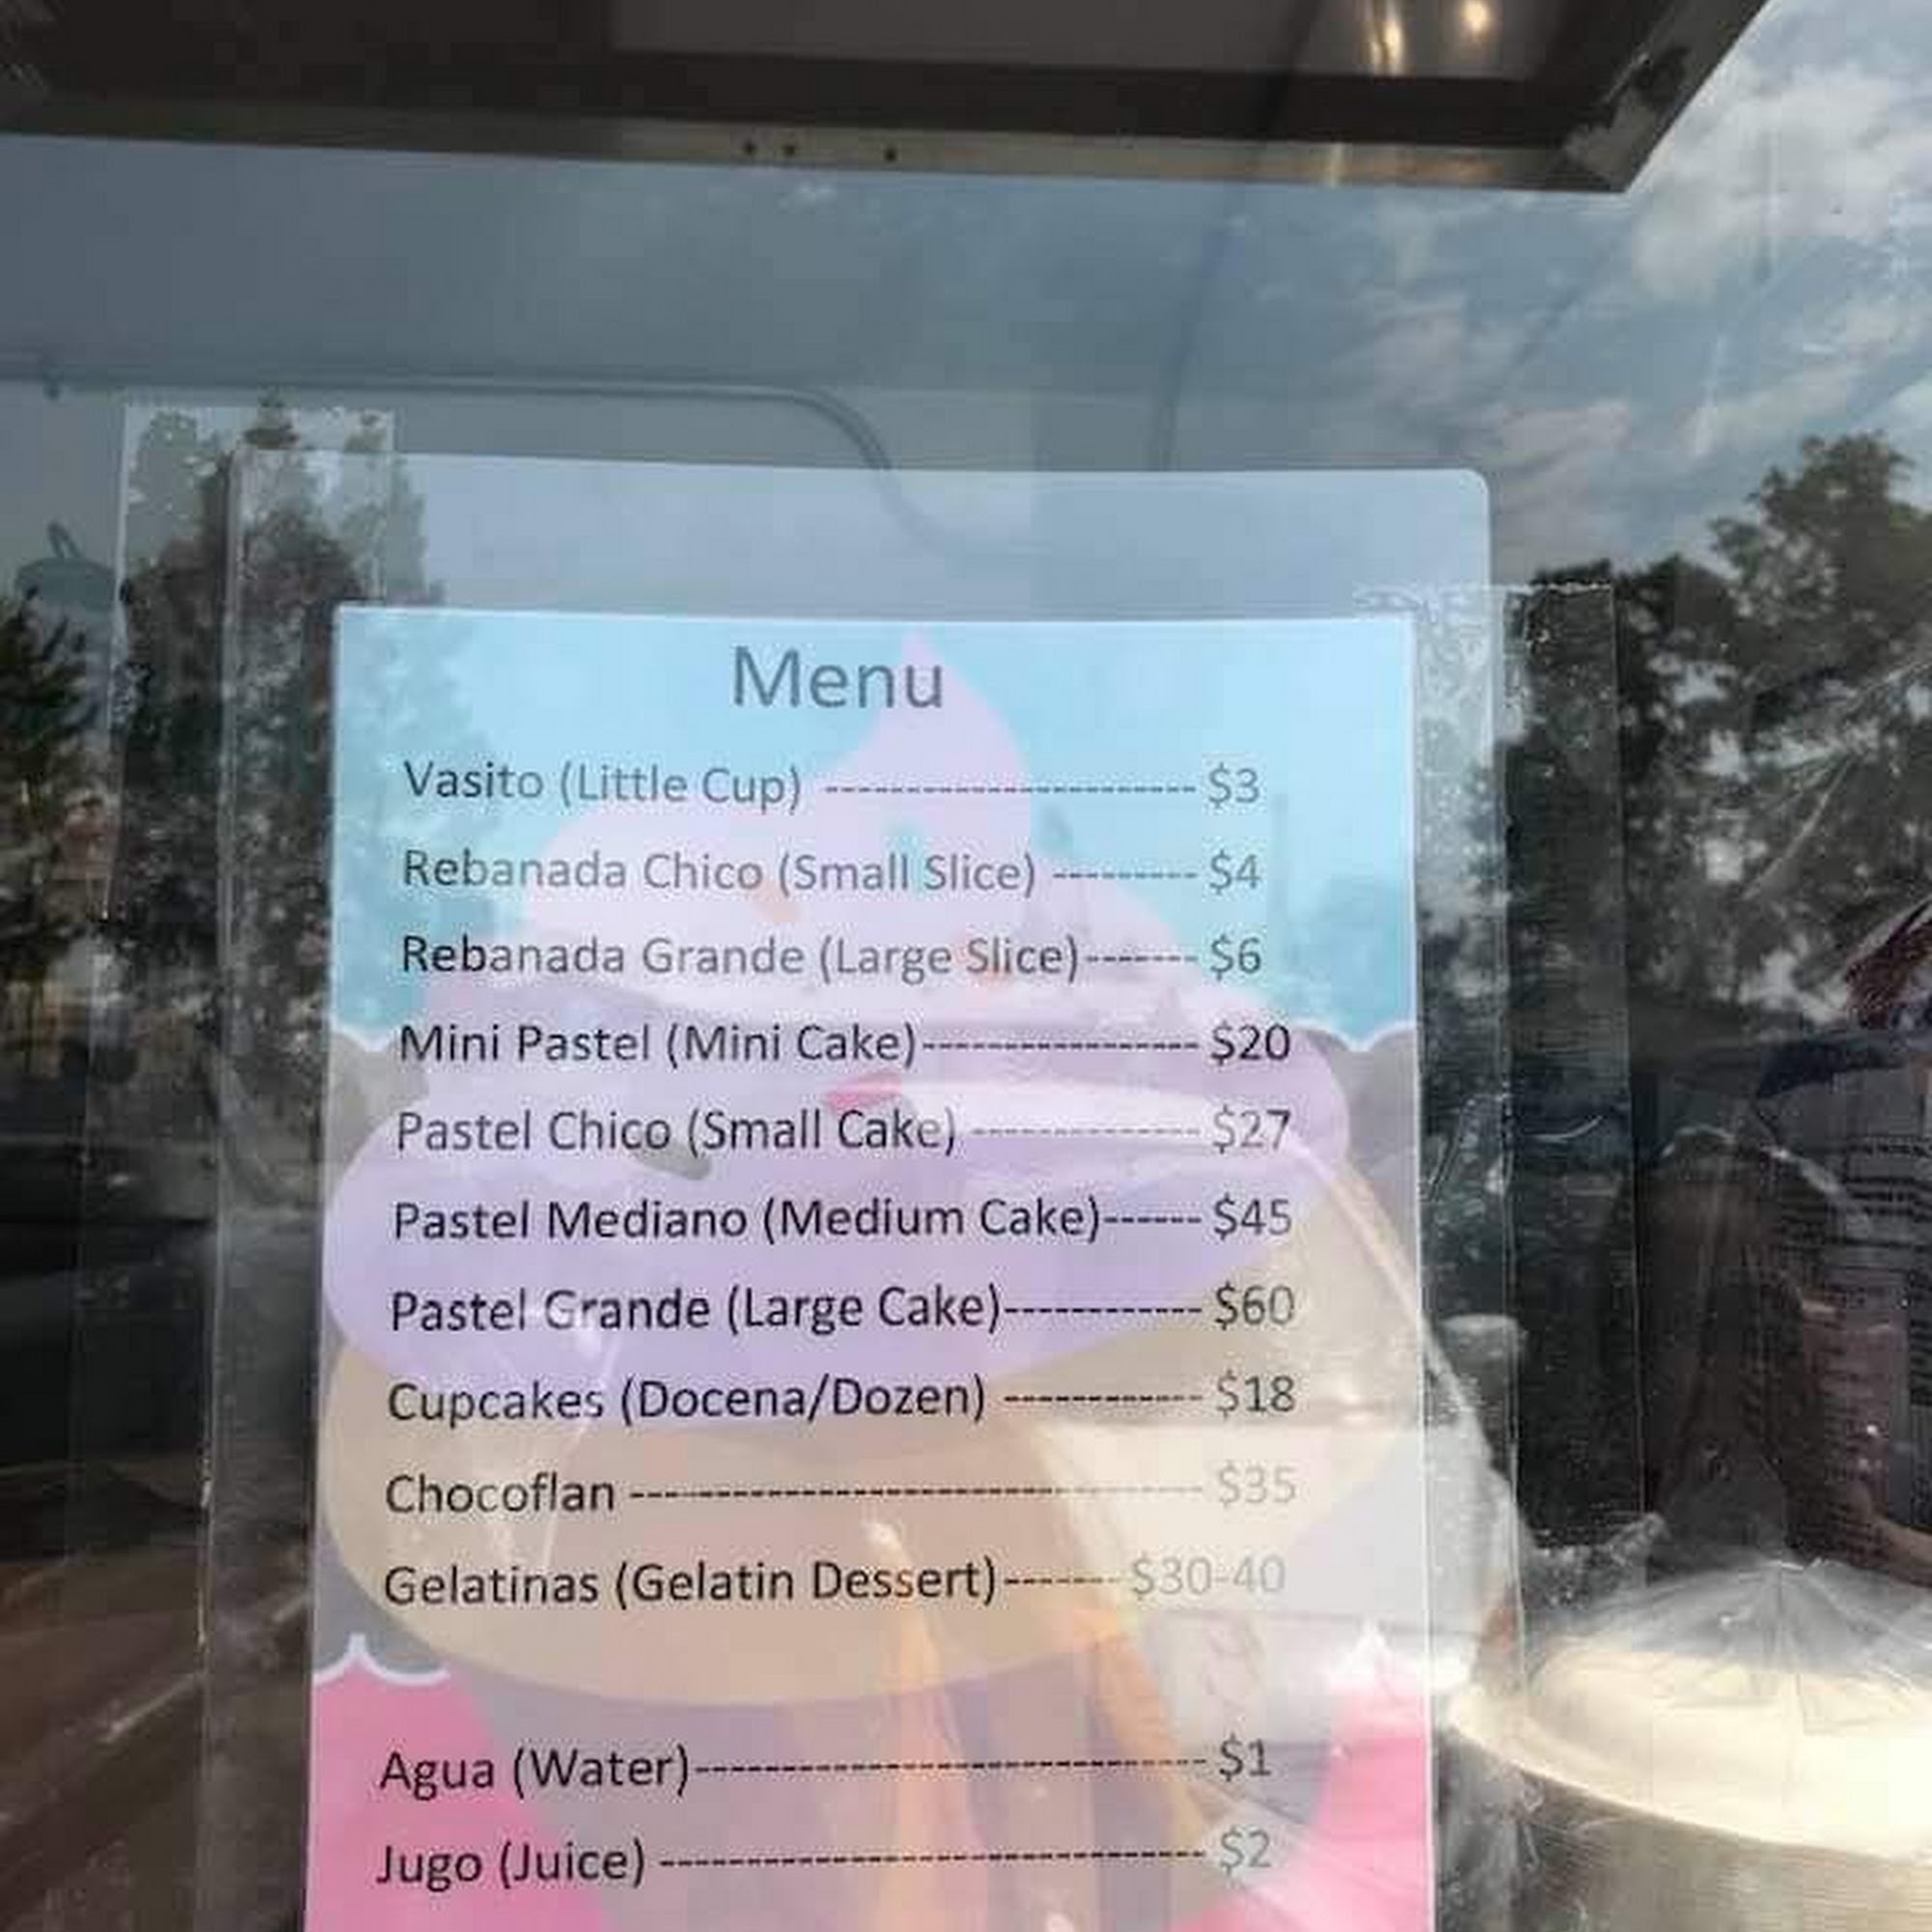 Menu
Vasito (Little Cup) ----------------------- $3
Rebanada Chico (Small Slice) --------- $4
Rebanada Grande (Large Slice)------- $6
Mini Pastel (Mini Cake)----------------- $20
Pastel Chico (Small Cake) -------------- $27
Pastel Mediano (Medium Cake)------ $45
Pastel Grande (Large Cake)------------ $60
Cupcakes (Docena/Dozen) ------------ $18
Chocoflan ----------------------------------- $35
Gelatinas (Gelatin Dessert)-------$30-40
Agua (Water)-------------------------------- $1
Jugo (Juice) ---------------------------------- $2